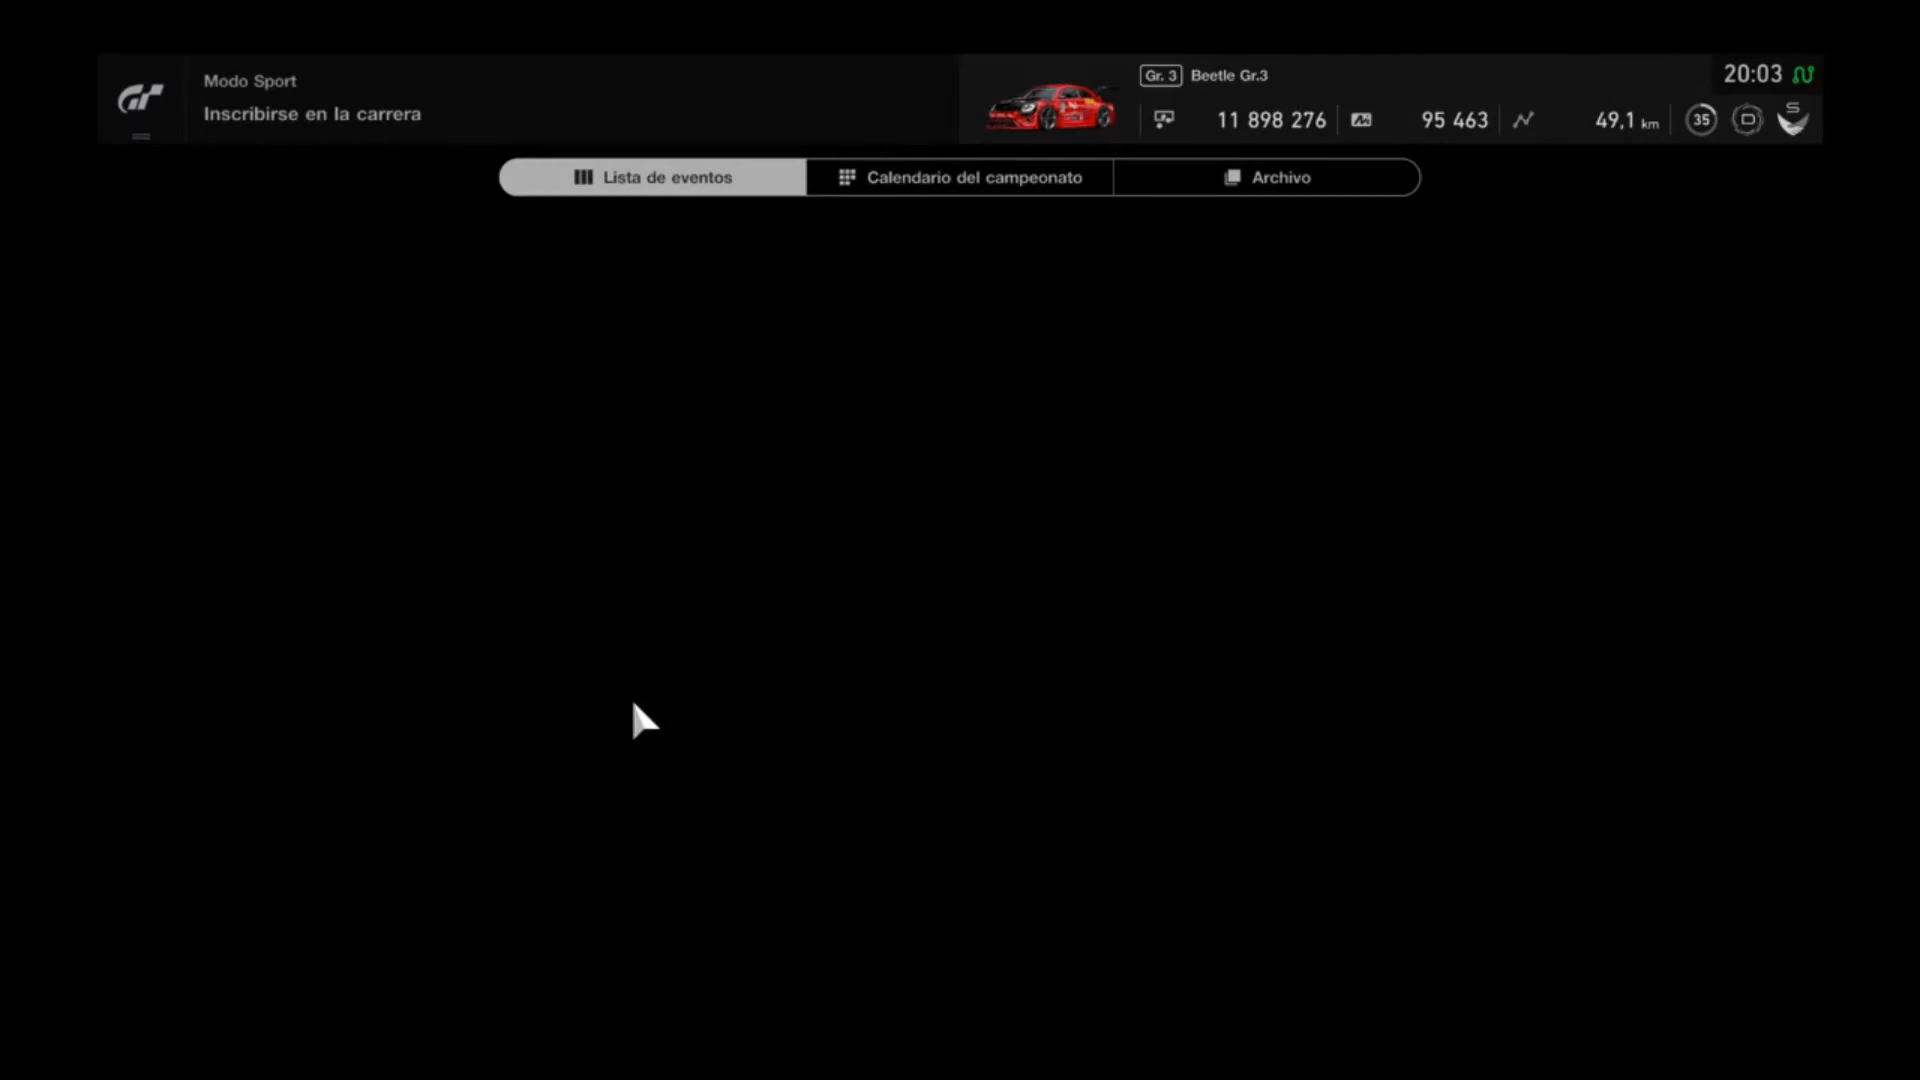 Modo Sport
Inscribirse en la carrera
Gr. 3 Beetle Gr.3
20:03
11 898 276 95 463 49,1 km 35 D S
Lista de eventos Calendario del campeonato Archivo